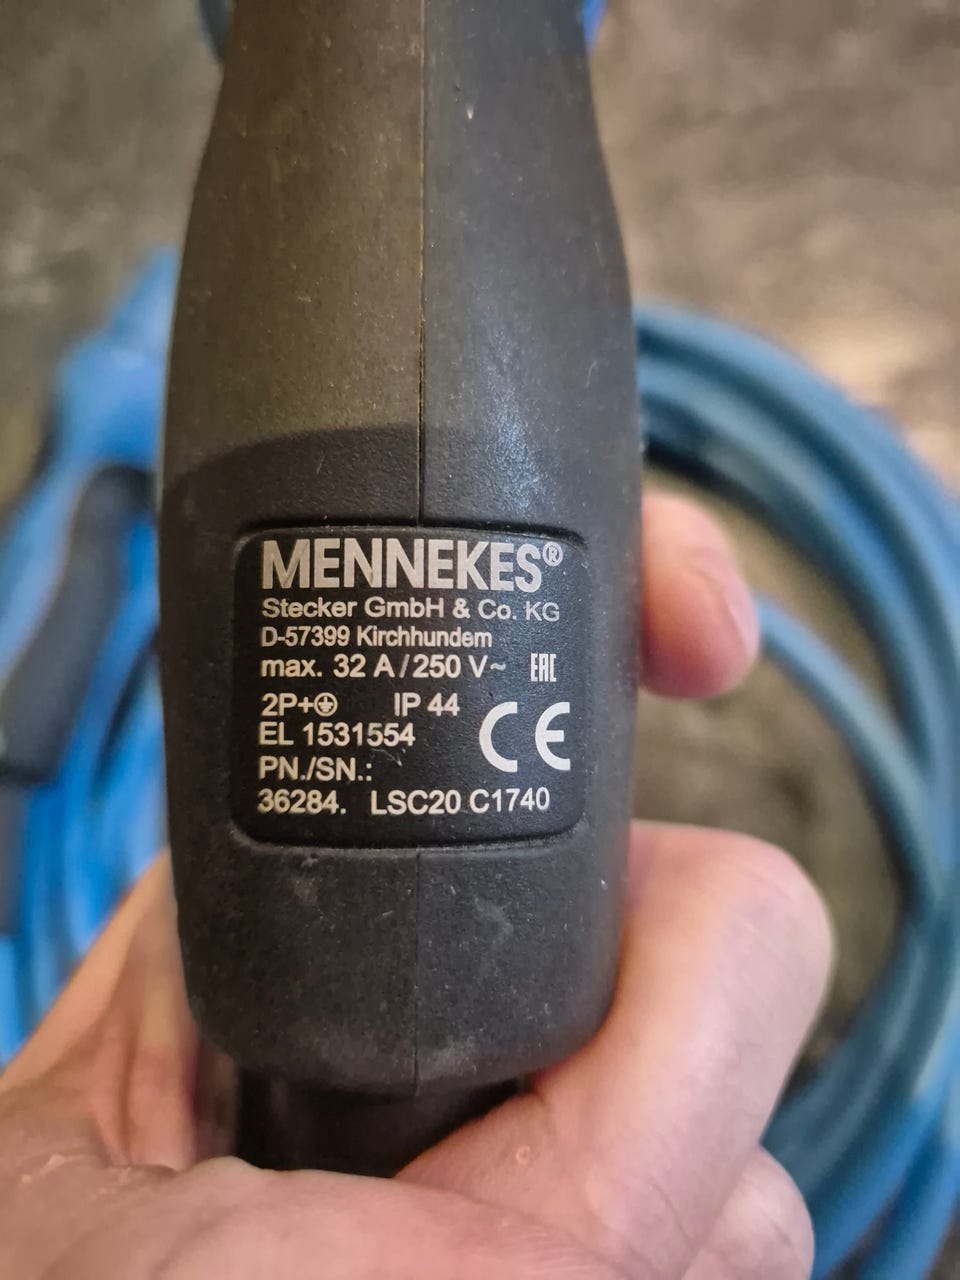 MENNEKES®
Stecker GmbH & Co. KG
D-57399 Kirchhundem
max. 32 A / 250 V~ EAC
2P+⏚ IP 44
EL 1531554 CE
PN./SN.:
36284. LSC20 C1740